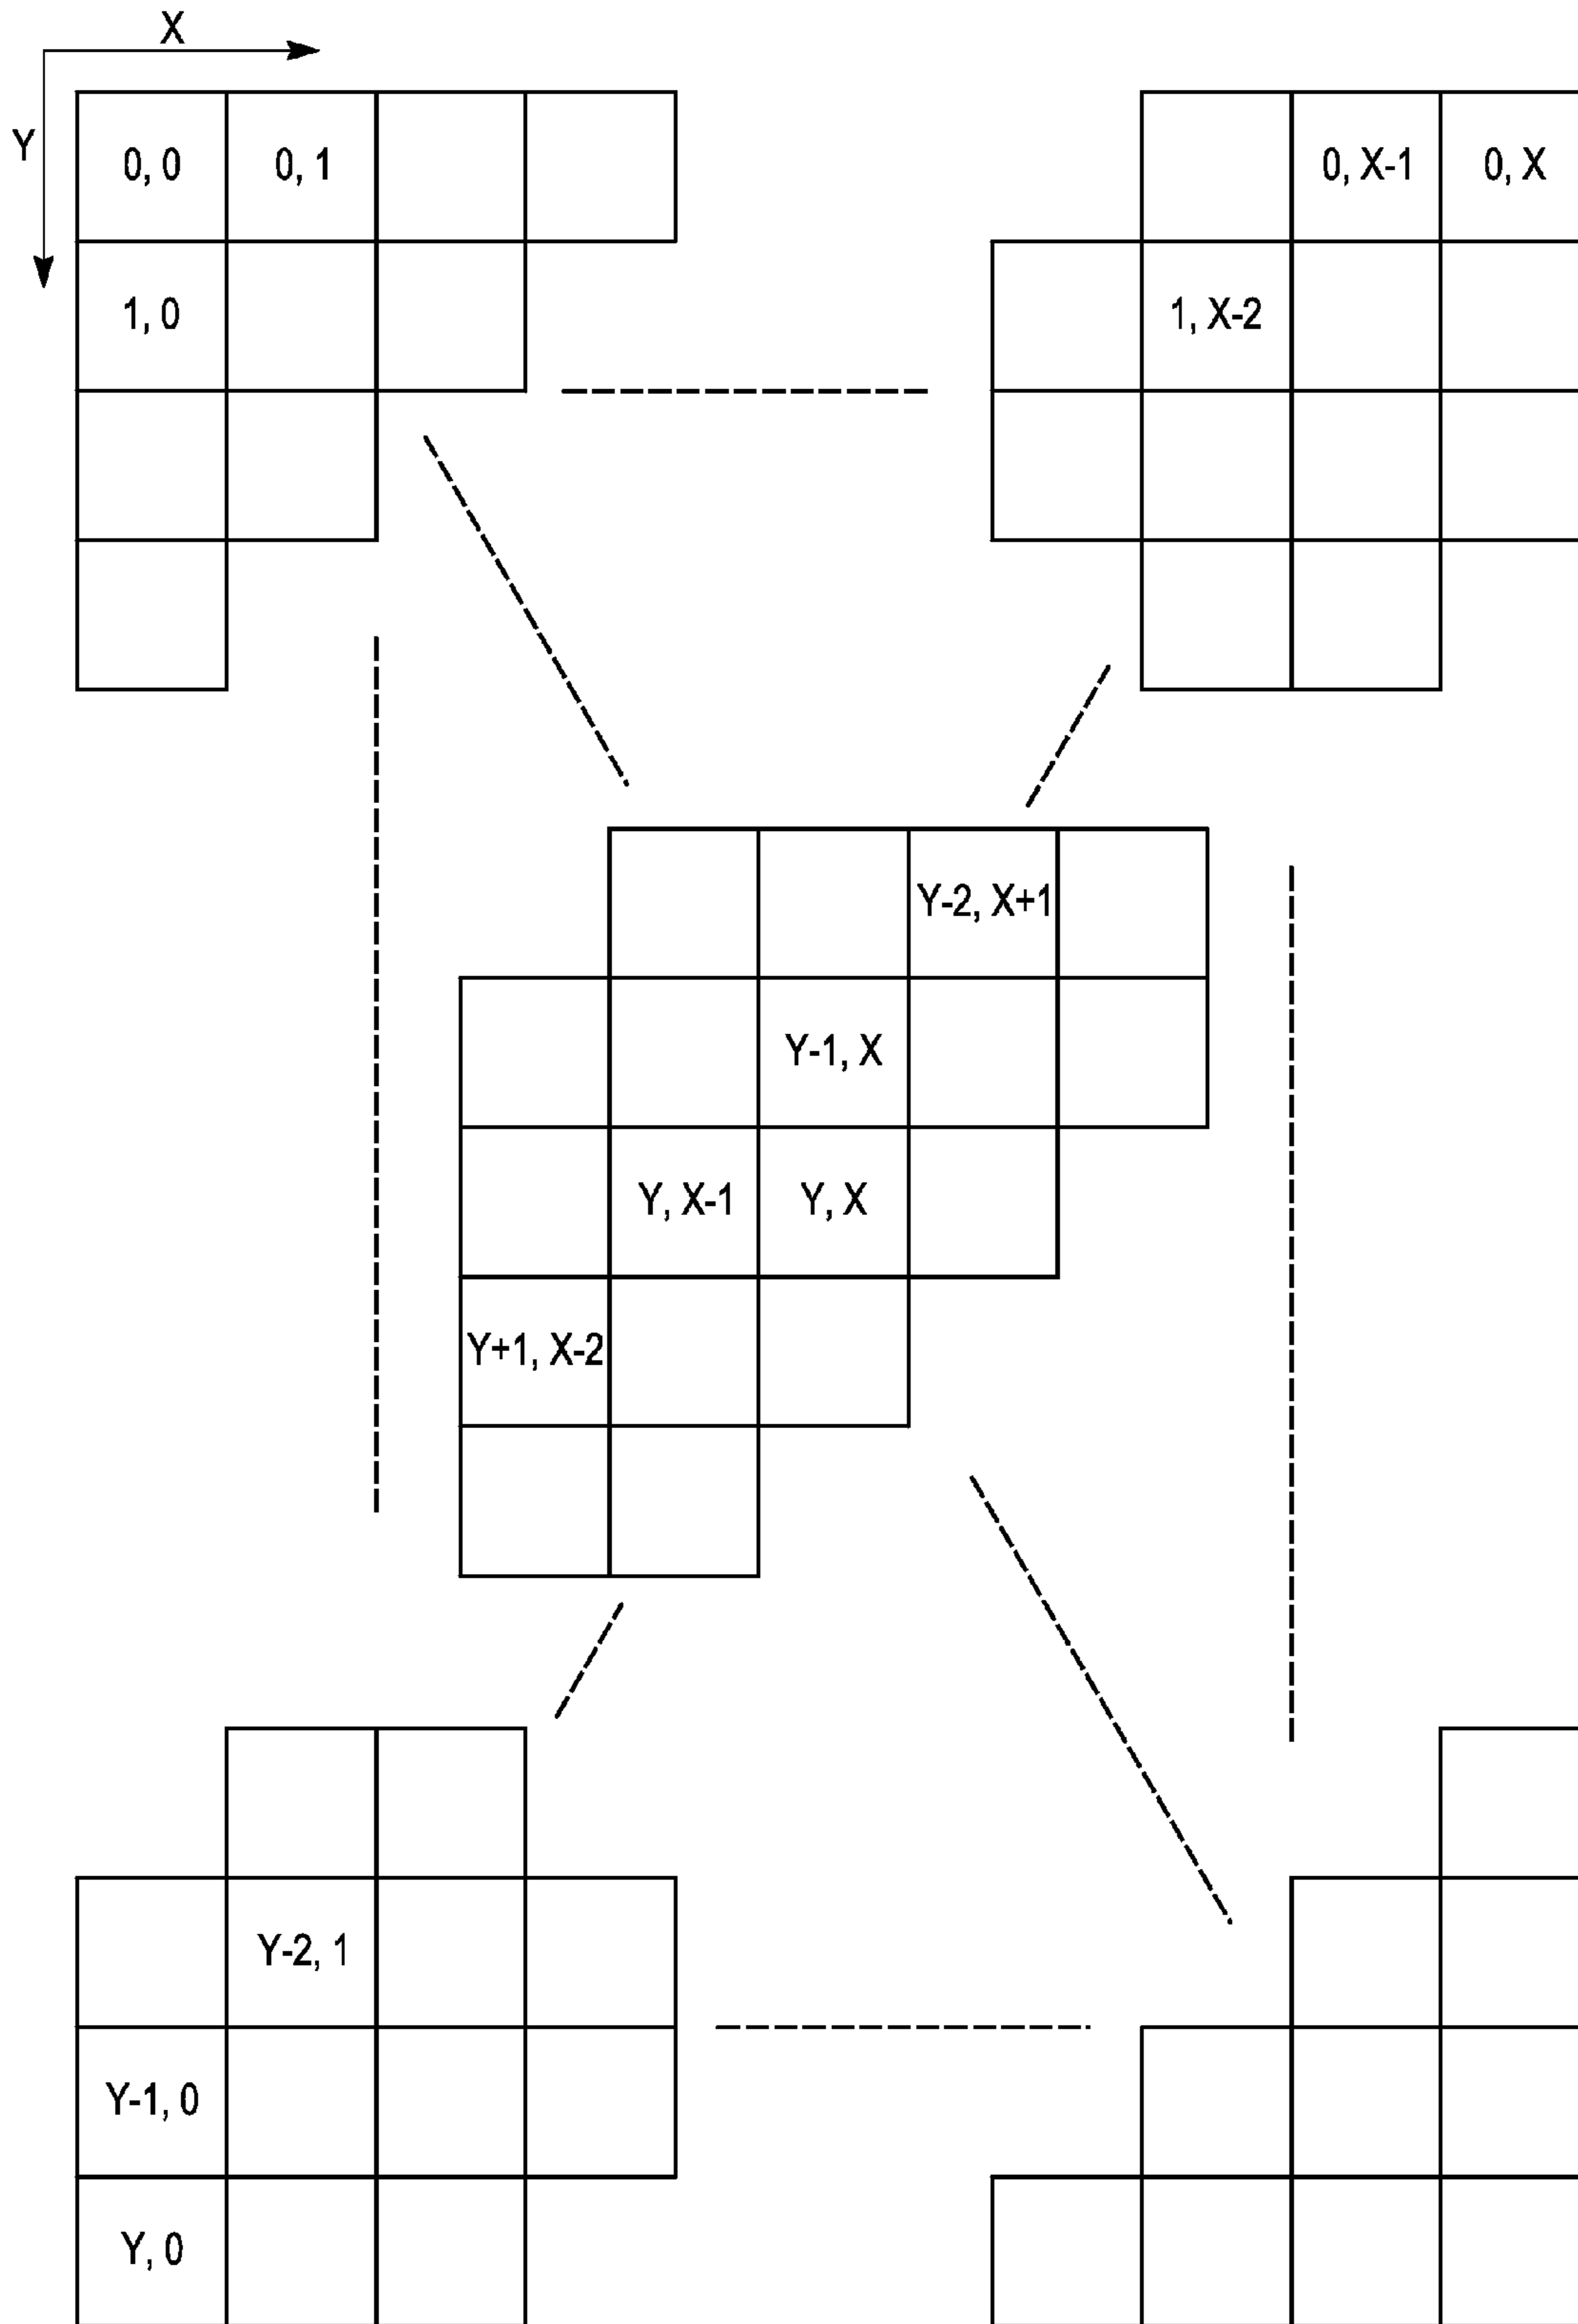 X
Y
0, 0
0, 1
0, X-1
0, X
1, 0
1, X-2
Y-2, X+1
Y-1, X
Y, X-1
Y, X
Y+1, X-2
Y-2, 1
Y-1, 0
Y, 0